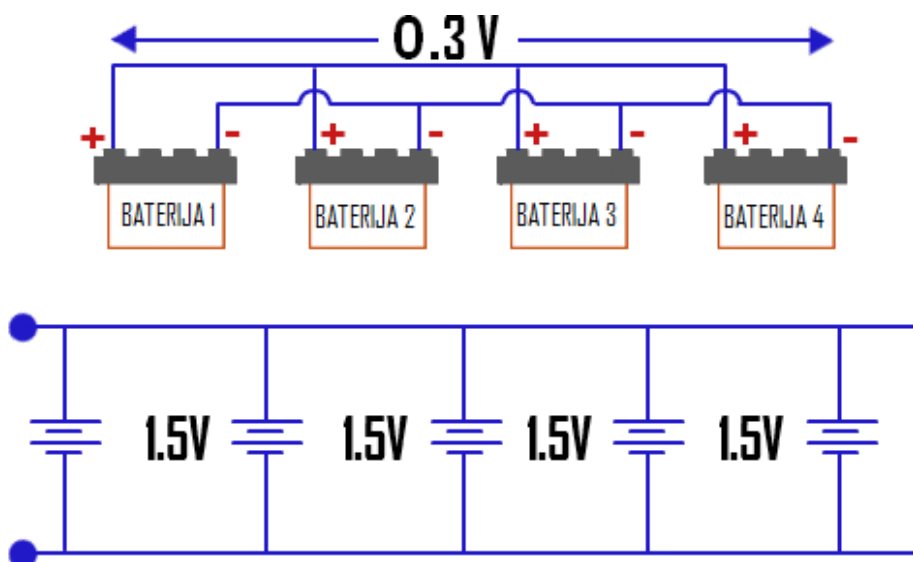 0.3 V
+ - + - + - + -
BATERIJA 1 BATERIJA 2 BATERIJA 3 BATERIJA 4
1.5V 1.5V 1.5V 1.5V